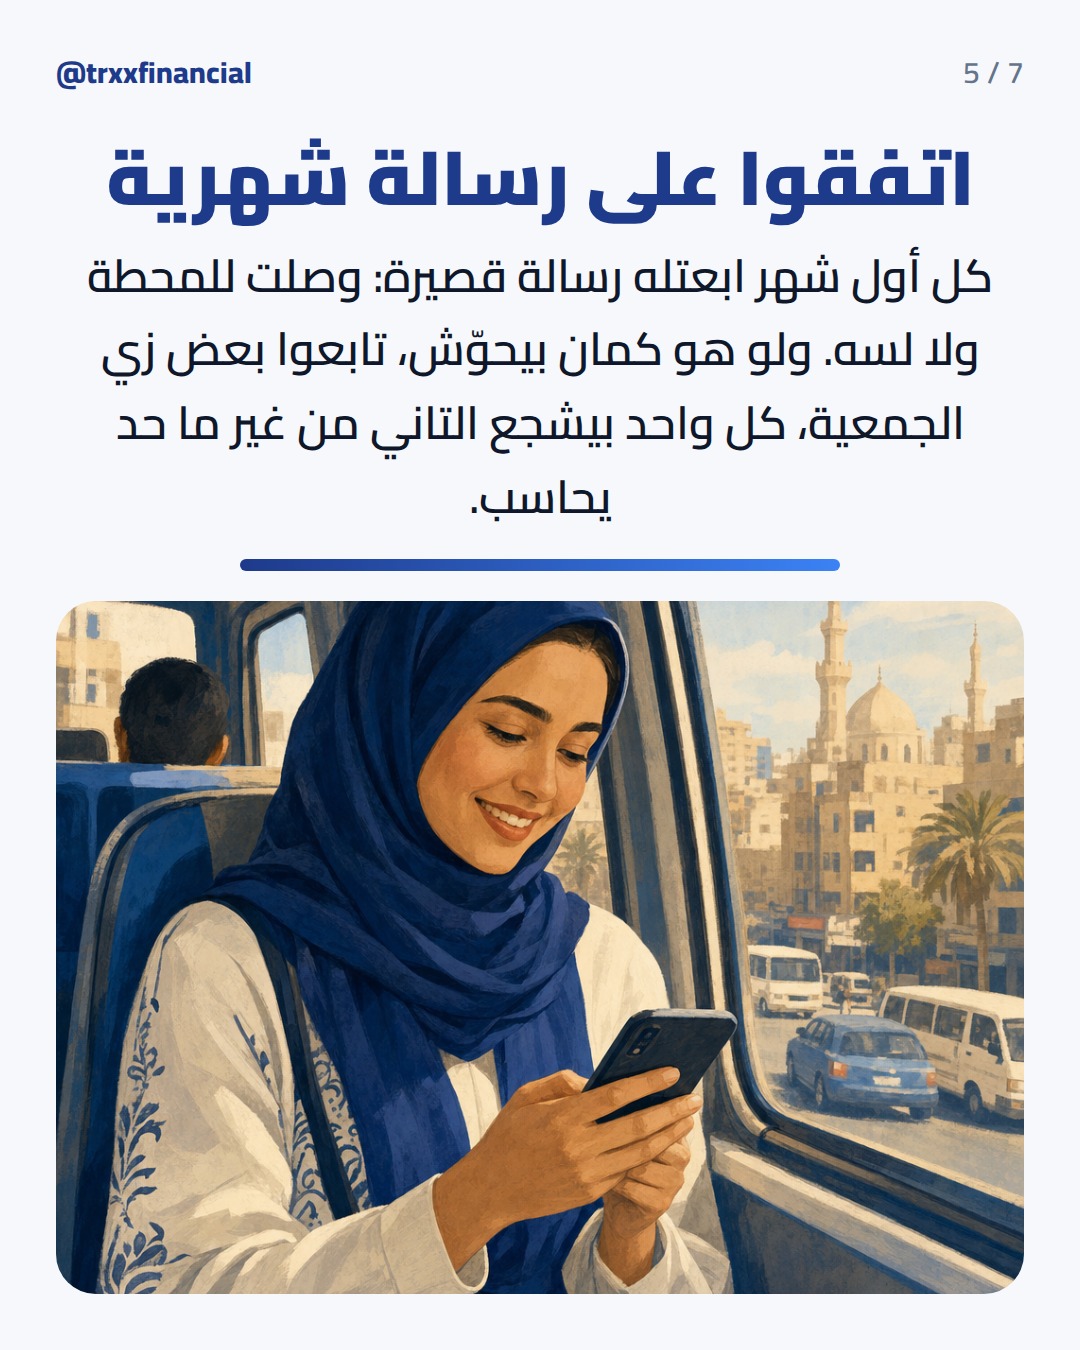 @trxxfinancial
5 / 7
اتفقوا على رسالة شهرية
كل أول شهر ابعتله رسالة قصيرة: وصلت للمحطة
ولا لسه. ولو هو كمان بيحوّش، تابعوا بعض زي
الجمعية، كل واحد بيشجع التاني من غير ما حد
يحاسب.